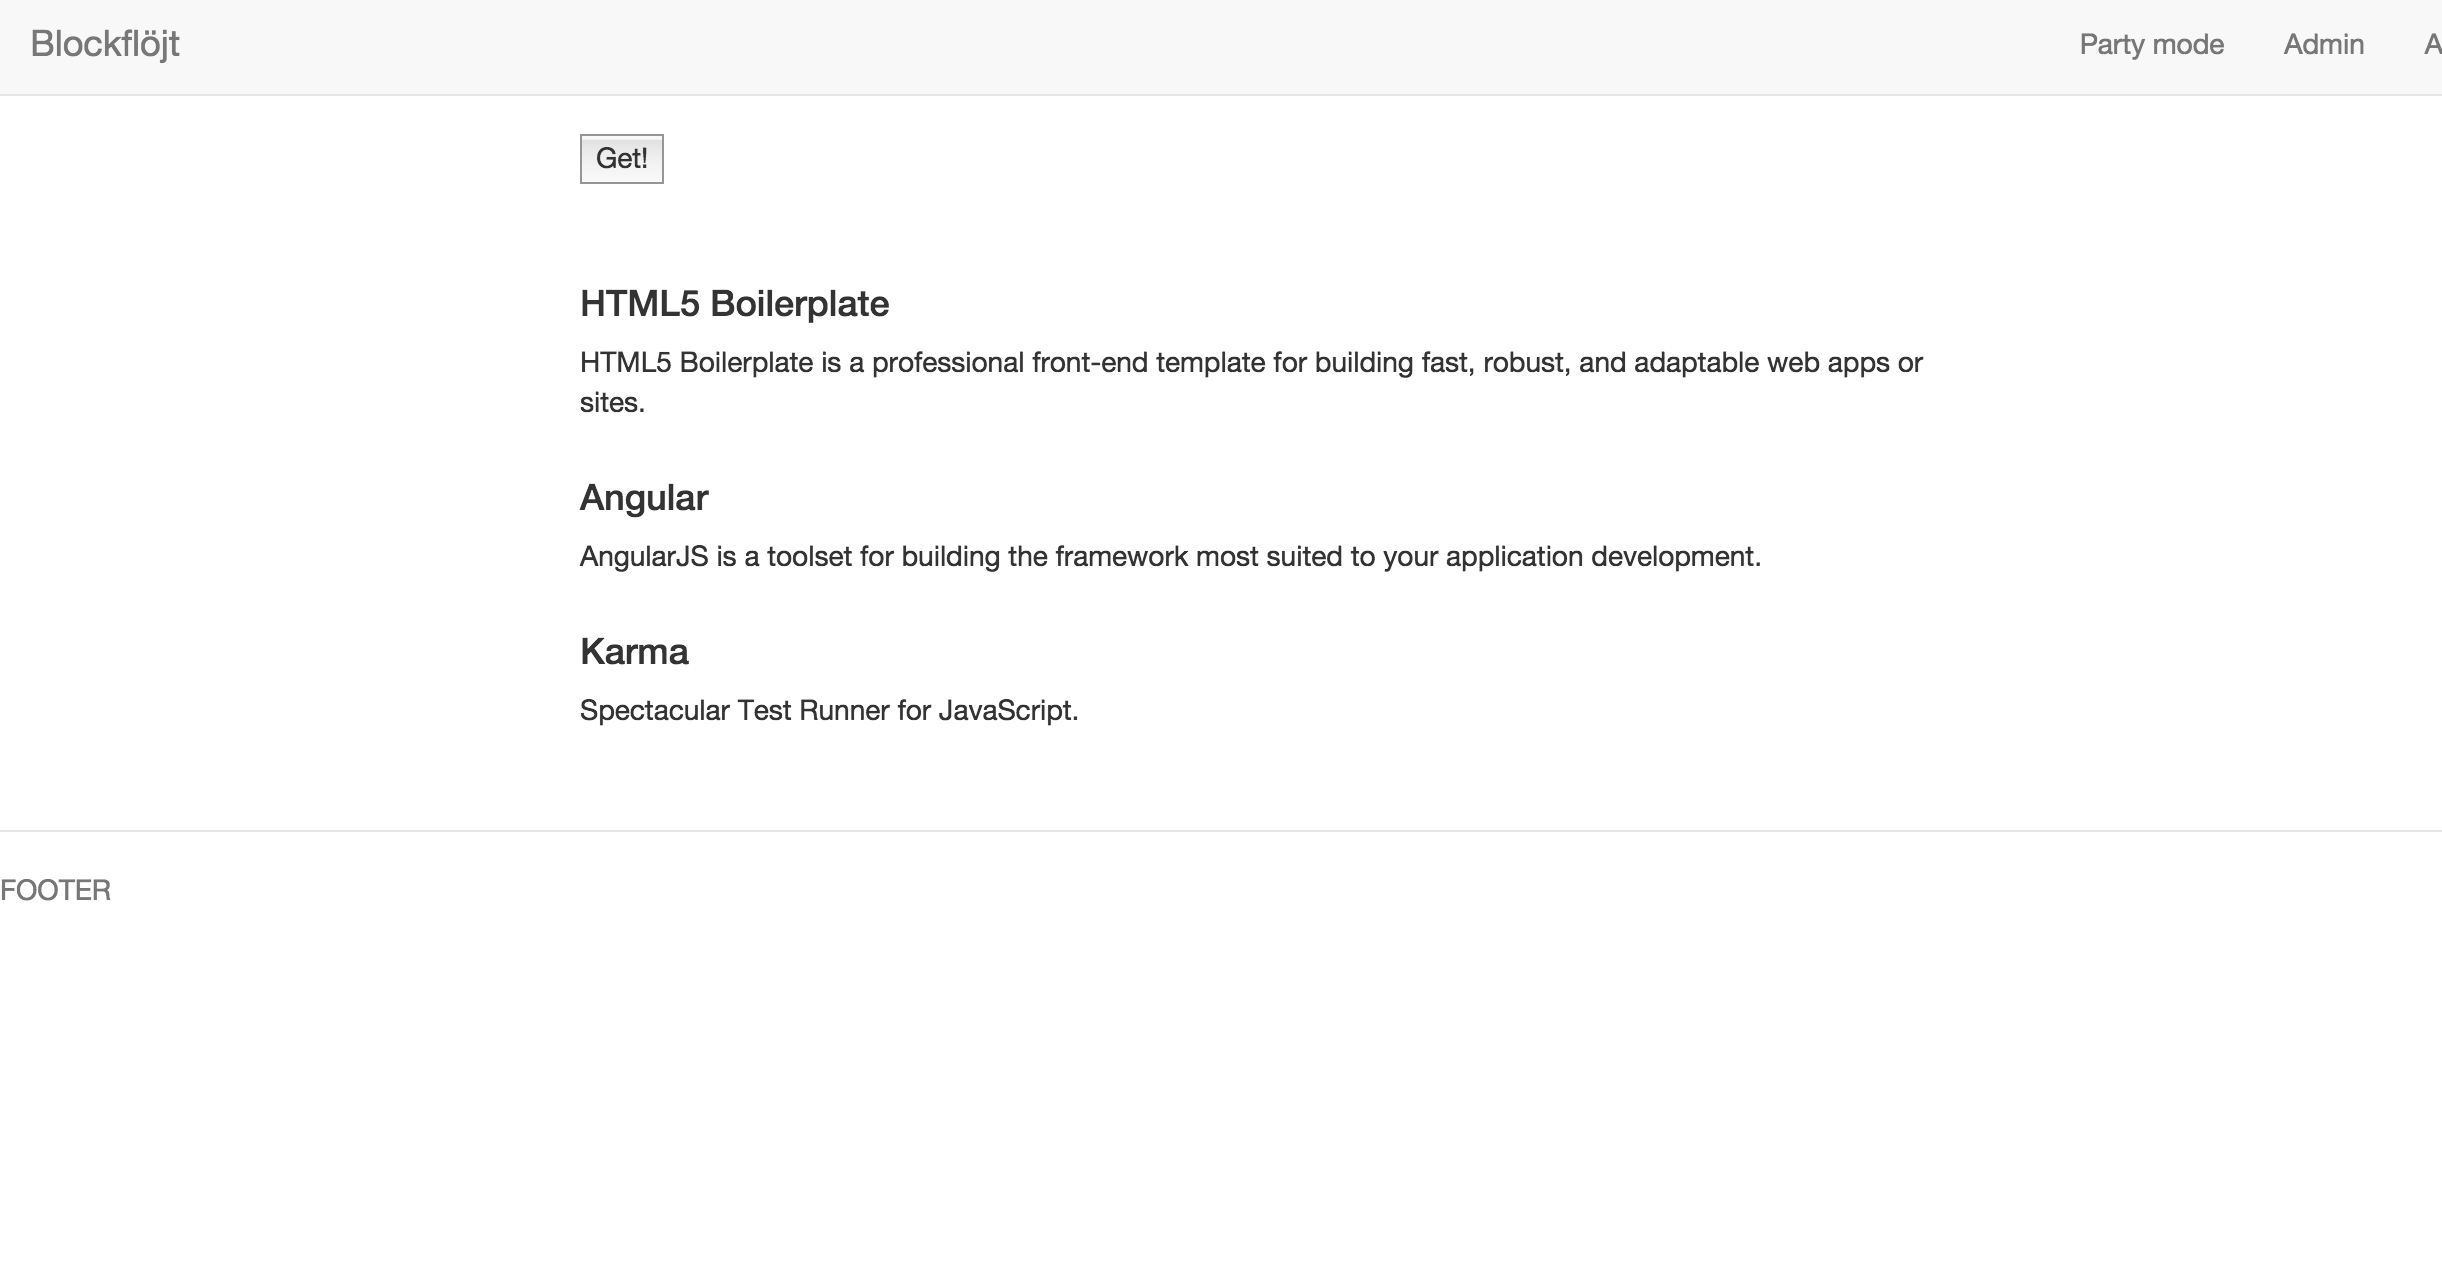 Blockflöjt
Party mode
Admin
Get!
HTML5 Boilerplate
HTML5 Boilerplate is a professional front-end template for building fast, robust, and adaptable web apps or
sites.
Angular
AngularJS is a toolset for building the framework most suited to your application development.
Karma
Spectacular Test Runner for JavaScript.
FOOTER